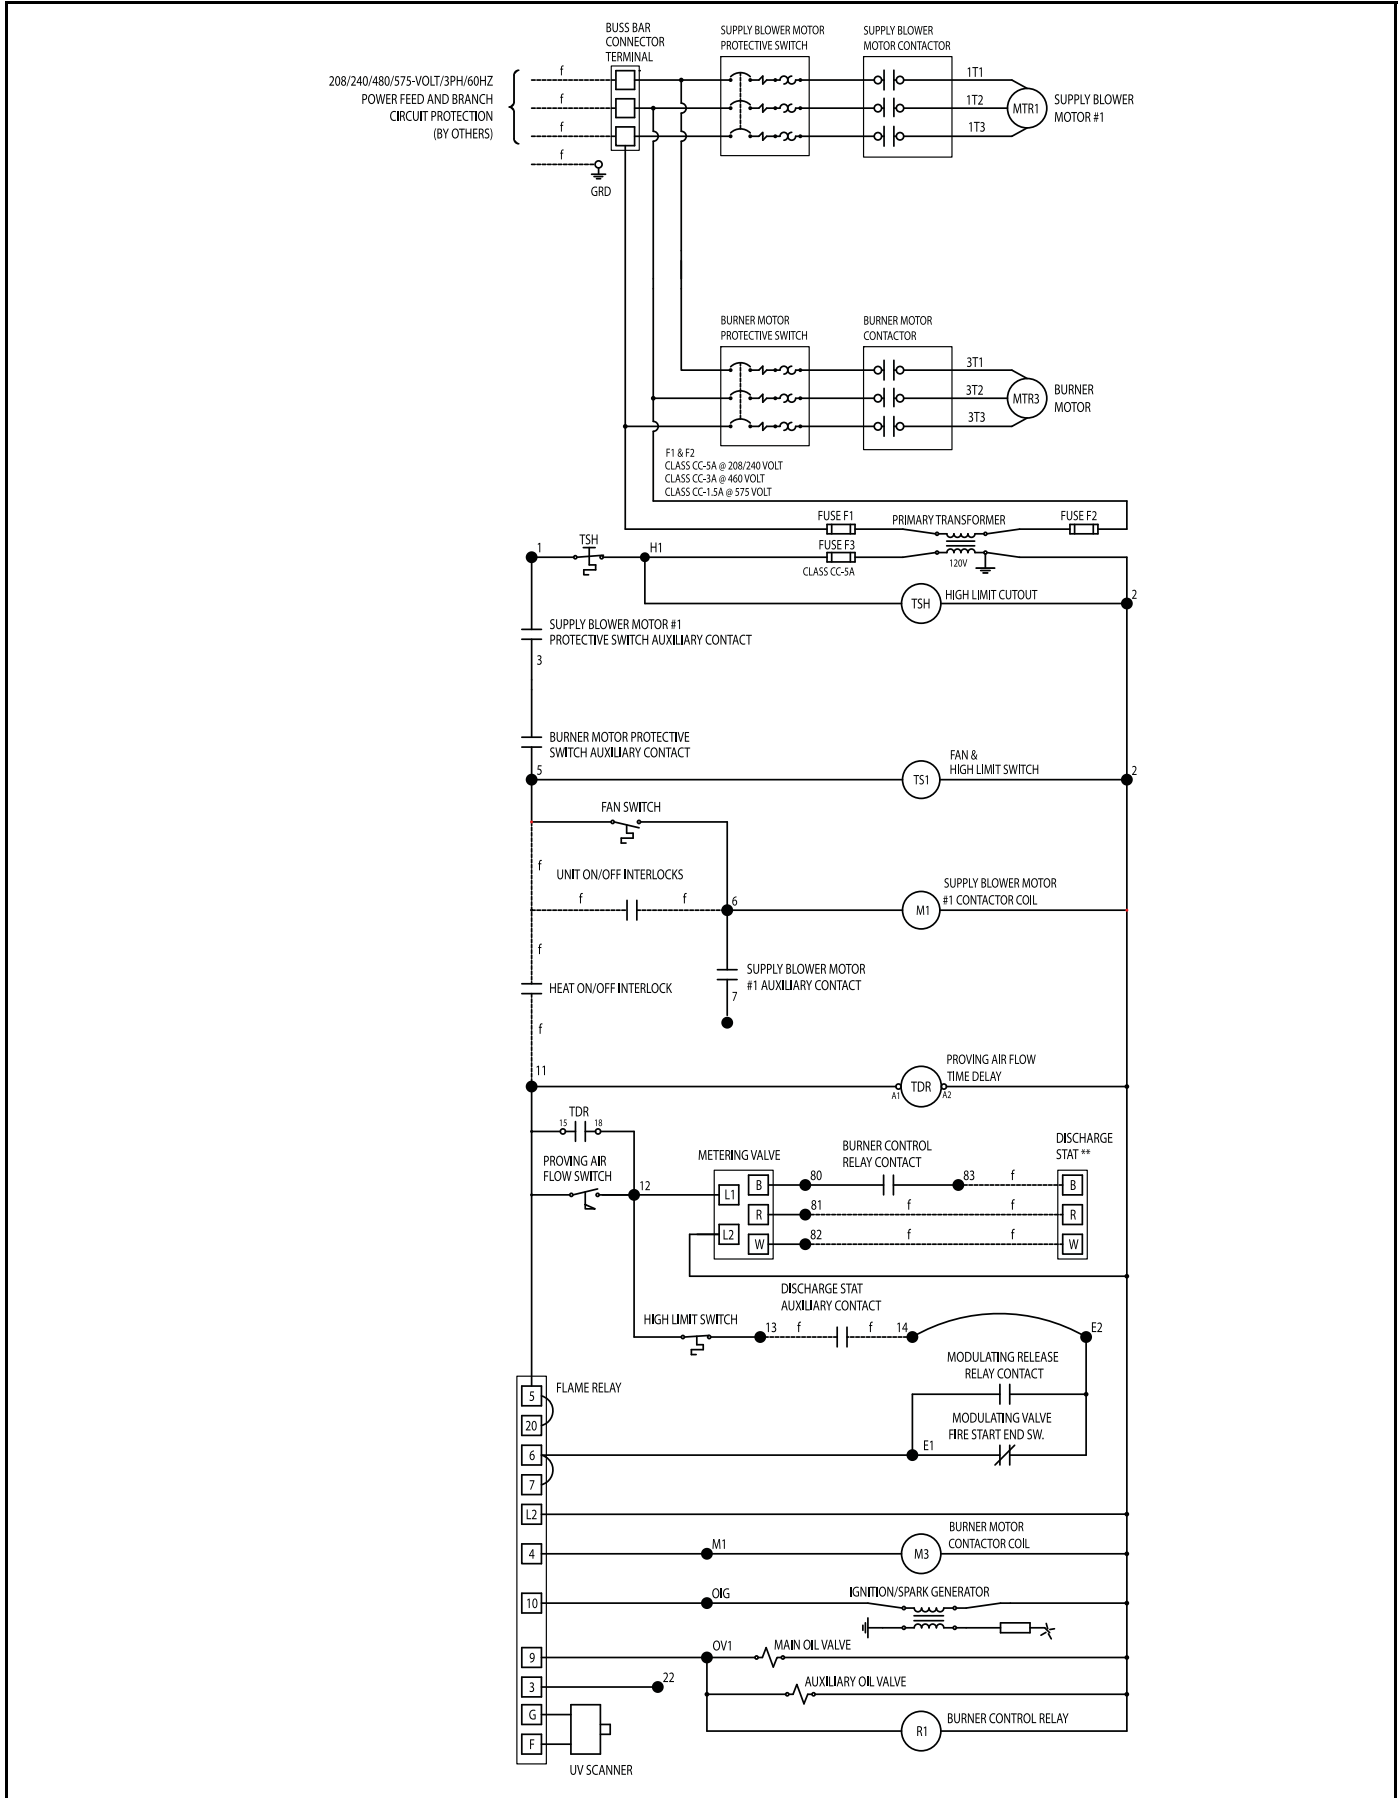 BUSS BAR
CONNECTOR
TERMINAL
SUPPLY BLOWER MOTOR
PROTECTIVE SWITCH
SUPPLY BLOWER
MOTOR CONTACTOR
208/240/480/575-VOLT/3PH/60HZ
POWER FEED AND BRANCH
CIRCUIT PROTECTION
(BY OTHERS)
f
f
f
f
GRD
1T1
1T2
1T3
MTR1
SUPPLY BLOWER
MOTOR #1
BURNER MOTOR
PROTECTIVE SWITCH
BURNER MOTOR
CONTACTOR
3T1
3T2
3T3
MTR3
BURNER
MOTOR
F1 & F2
CLASS CC-5A @ 208/240 VOLT
CLASS CC-3A @ 460 VOLT
CLASS CC-1.5A @ 575 VOLT
FUSE F1
PRIMARY TRANSFORMER
FUSE F2
1
TSH
H1
FUSE F3
CLASS CC-5A
120V
TSH
HIGH LIMIT CUTOUT
2
SUPPLY BLOWER MOTOR #1
PROTECTIVE SWITCH AUXILIARY CONTACT
3
BURNER MOTOR PROTECTIVE
SWITCH AUXILIARY CONTACT
5
TS1
FAN &
HIGH LIMIT SWITCH
2
FAN SWITCH
f
UNIT ON/OFF INTERLOCKS
f
f
6
M1
SUPPLY BLOWER MOTOR
#1 CONTACTOR COIL
f
HEAT ON/OFF INTERLOCK
SUPPLY BLOWER MOTOR
#1 AUXILIARY CONTACT
7
f
11
TDR
A1
A2
PROVING AIR FLOW
TIME DELAY
TDR
15
18
PROVING AIR
FLOW SWITCH
12
METERING VALVE
L1
L2
B
R
W
80
81
82
BURNER CONTROL
RELAY CONTACT
83
f
f
f
f
f
DISCHARGE
STAT **
B
R
W
HIGH LIMIT SWITCH
13
DISCHARGE STAT
AUXILIARY CONTACT
f
f
14
E2
MODULATING RELEASE
RELAY CONTACT
MODULATING VALVE
FIRE START END SW.
E1
FLAME RELAY
5
20
6
7
L2
4
M1
M3
BURNER MOTOR
CONTACTOR COIL
10
OIG
IGNITION/SPARK GENERATOR
9
OV1
MAIN OIL VALVE
3
22
AUXILIARY OIL VALVE
G
F
UV SCANNER
R1
BURNER CONTROL RELAY